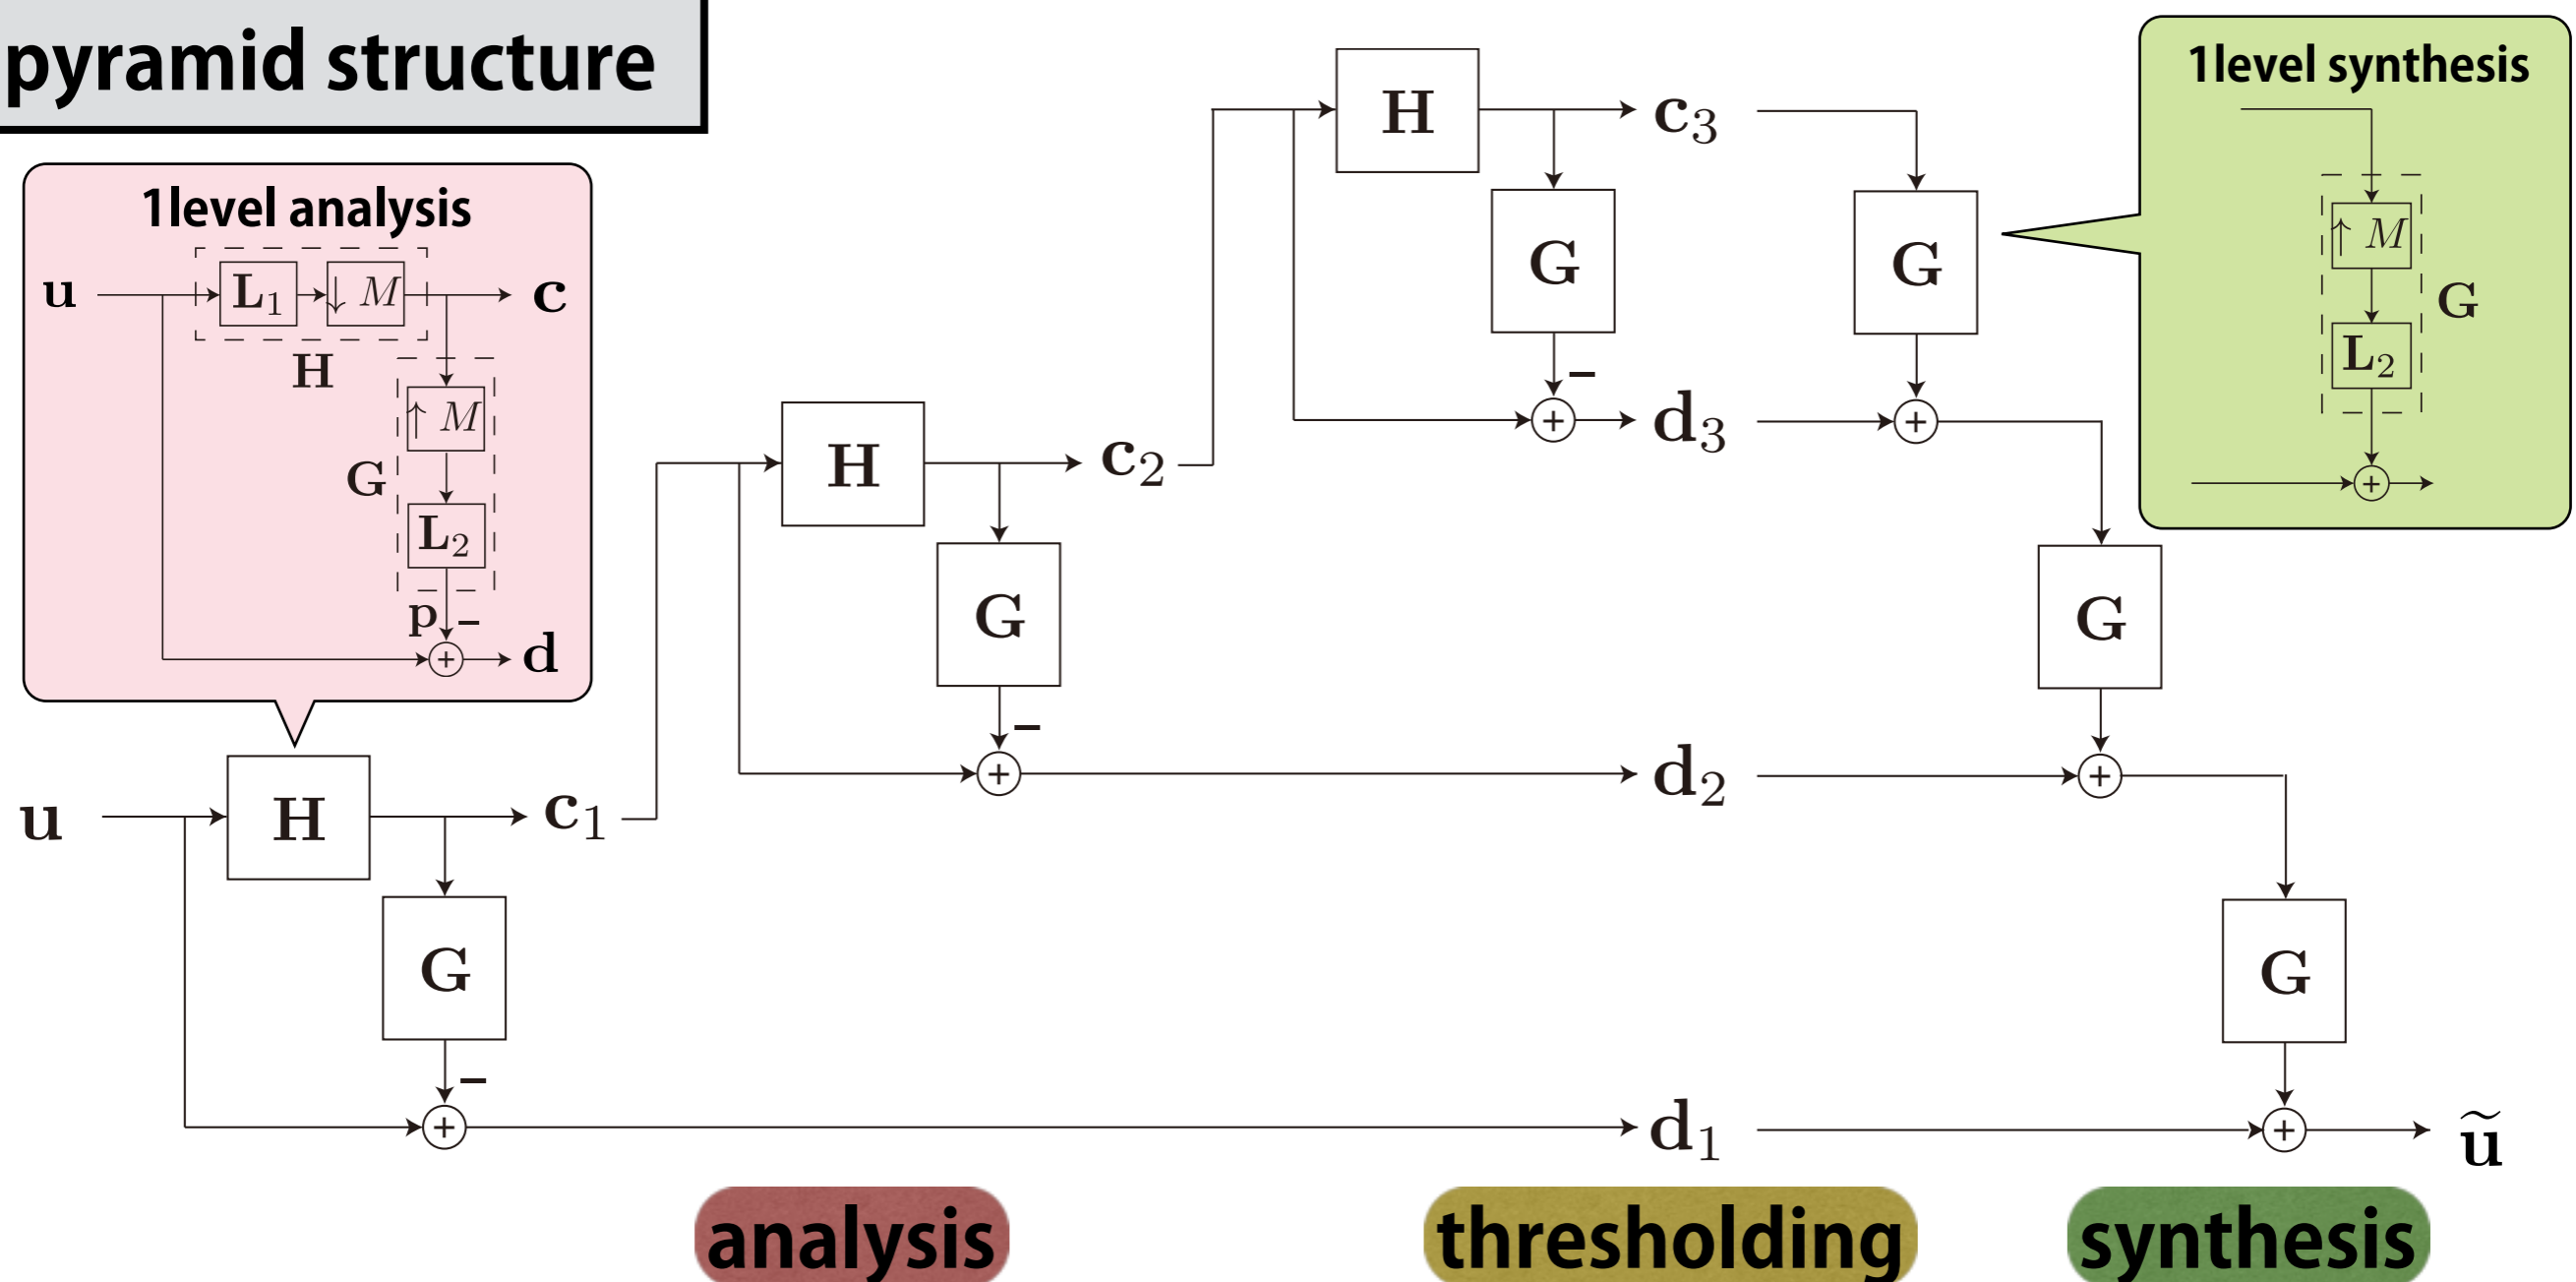 pyramid structure
1level analysis
u L₁ ↓ M c
H
↑ M
G
L₂
p –
+ d
1level synthesis
↑ M
G
L₂
+
H c₃
G G
–
+ d₃ +
H c₂
G G
–
+ d₂ +
u H c₁
G G
–
+ d₁ + ũ
analysis thresholding synthesis